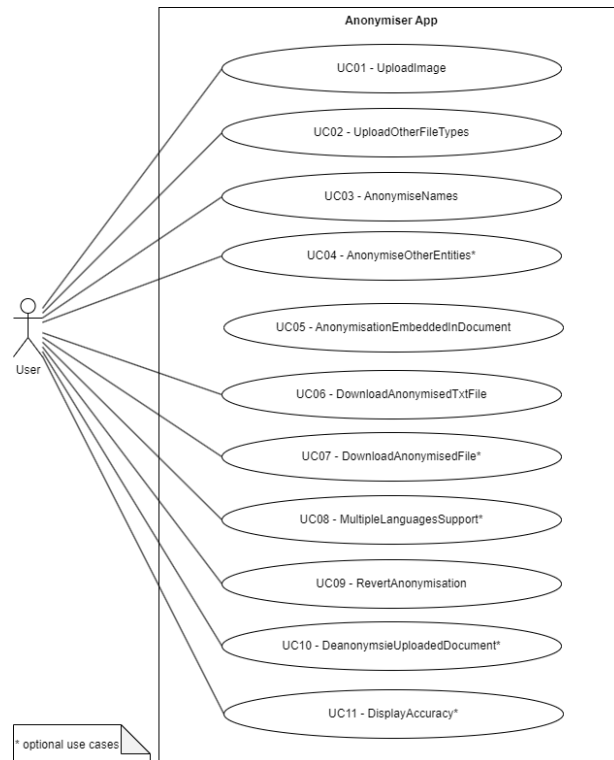 Anonymiser App
UC01 - UploadImage
UC02 - UploadOtherFileTypes
UC03 - AnonymiseNames
UC04 - AnonymiseOtherEntities*
UC05 - AnonymisationEmbeddedInDocument
User
UC06 - DownloadAnonymisedTxtFile
UC07 - DownloadAnonymisedFile*
UC08 - MultipleLanguagesSupport*
UC09 - RevertAnonymisation
UC10 - DeanonymsieUploadedDocument*
UC11 - DisplayAccuracy*
* optional use cases